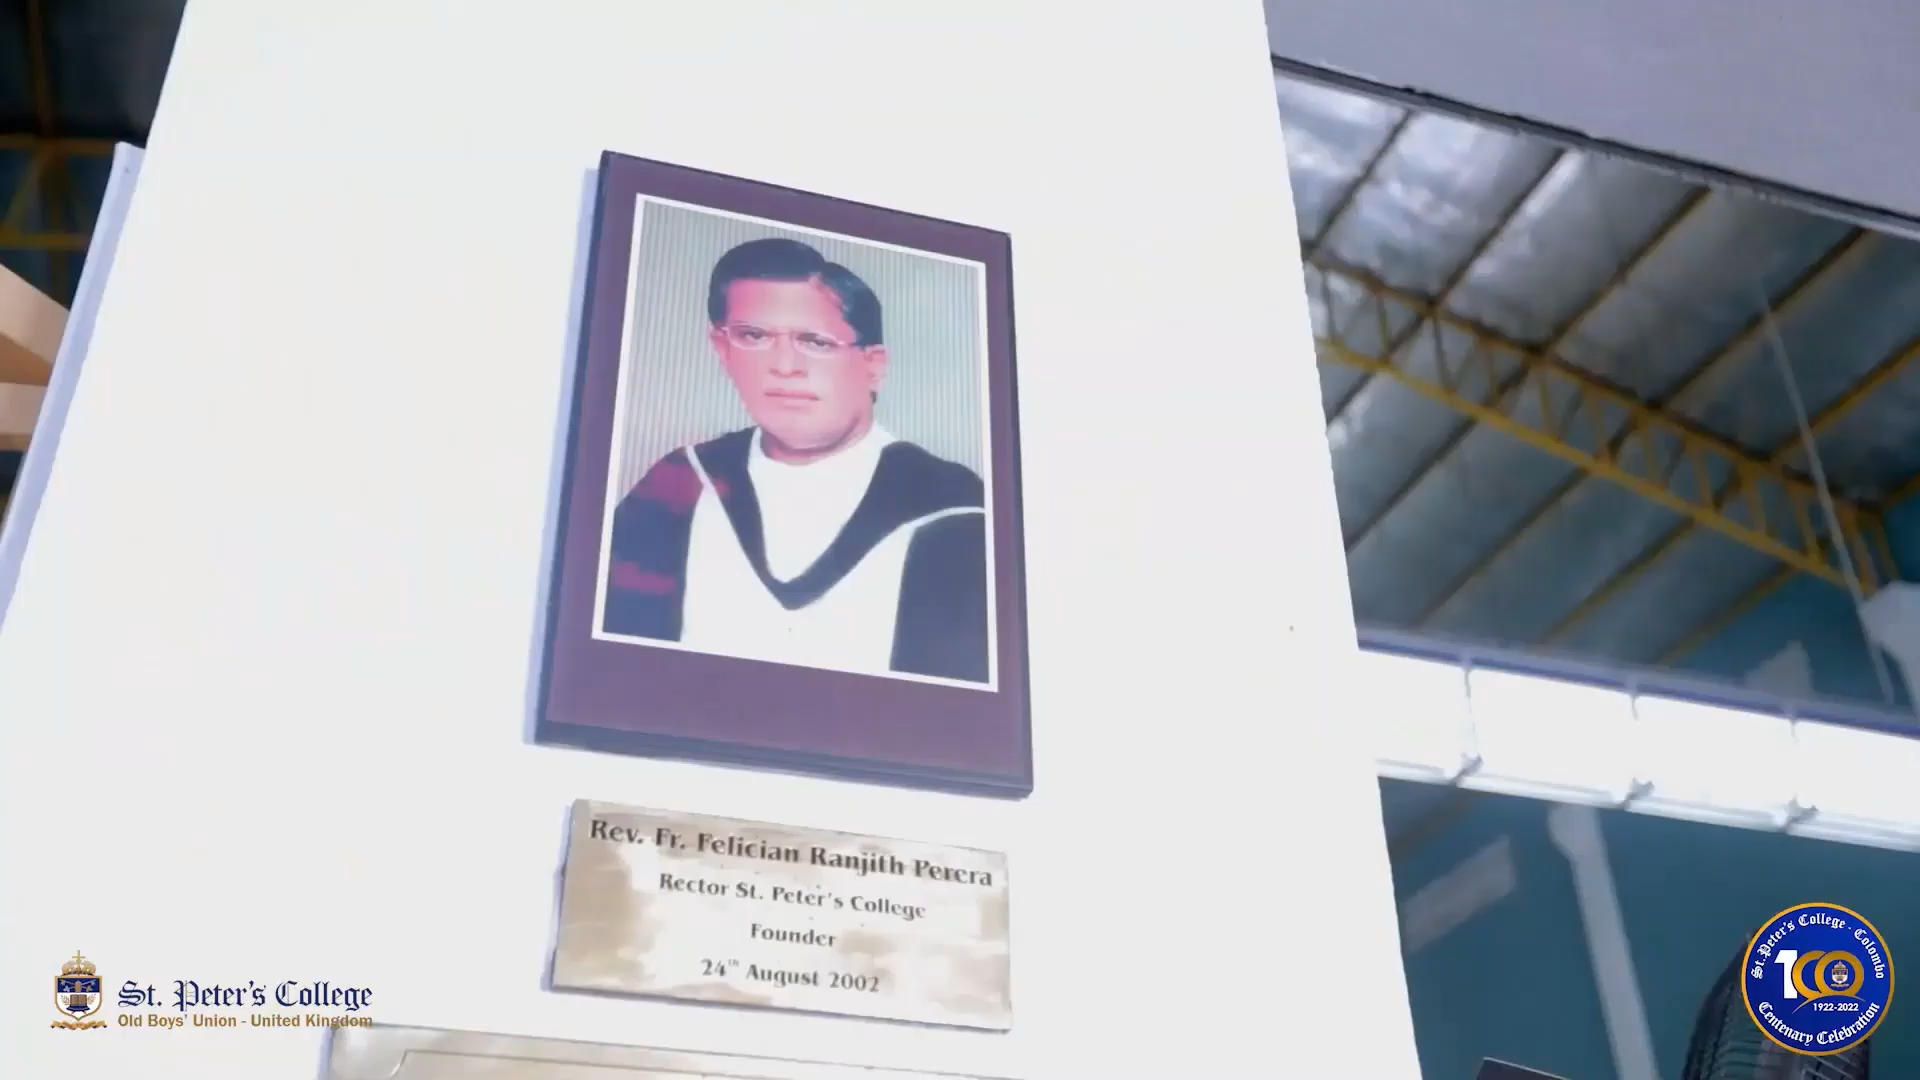 Rev. Fr. Felician Ranjith Perera
Rector St. Peter's College
Founder
24th August 2002
St. Peter's College
Old Boys' Union - United Kingdom
St. Peter's College - Colombo
100
1922-2022
Centenary Celebration